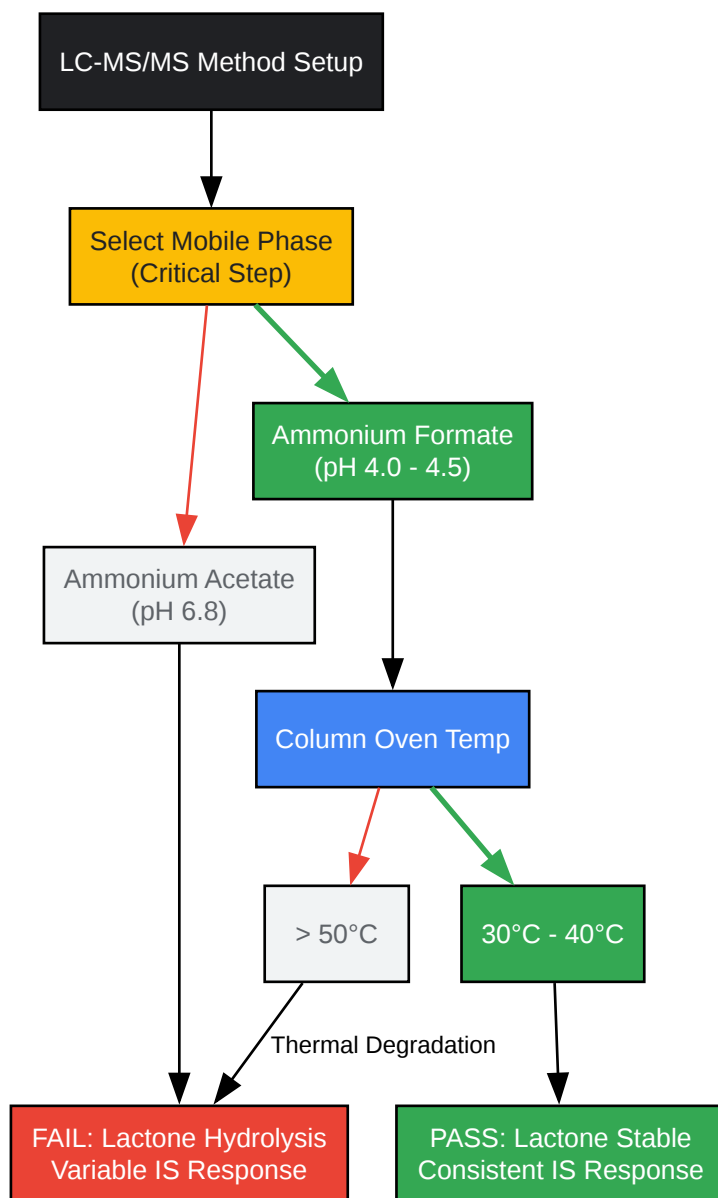 LC-MS/MS Method Setup
Select Mobile Phase
(Critical Step)
Ammonium Formate
(pH 4.0 - 4.5)
Ammonium Acetate
(pH 6.8)
Column Oven Temp
> 50°C
30°C - 40°C
Thermal Degradation
FAIL: Lactone Hydrolysis
Variable IS Response
PASS: Lactone Stable
Consistent IS Response